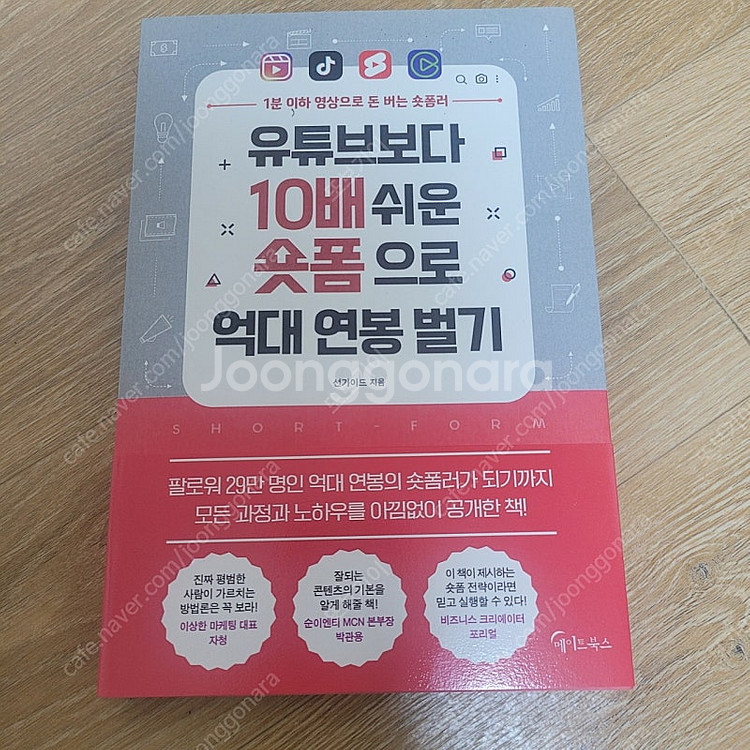 1분 이하 영상으로 돈 버는 숏폼러
유튜브보다
10배 쉬운
숏폼으로
억대 연봉 벌기
선가이드 지음
Joonggonara
SHORT-FORM
팔로워 29만 명인 억대 연봉의 숏폼러가 되기까지
모든 과정과 노하우를 아낌없이 공개한 책!
진짜 평범한
사람이 가르치는
방법론은 꼭 보라!
이상한 마케팅 대표
자청
잘되는
콘텐츠의 기본을
알게 해줄 책!
순이엔티 MCN 본부장
박관용
이 책이 제시하는
숏폼 전략이라면
믿고 실행할 수 있다!
비즈니스 크리에이터
포리얼
메이트북스
cafe.naver.com/joonggonara